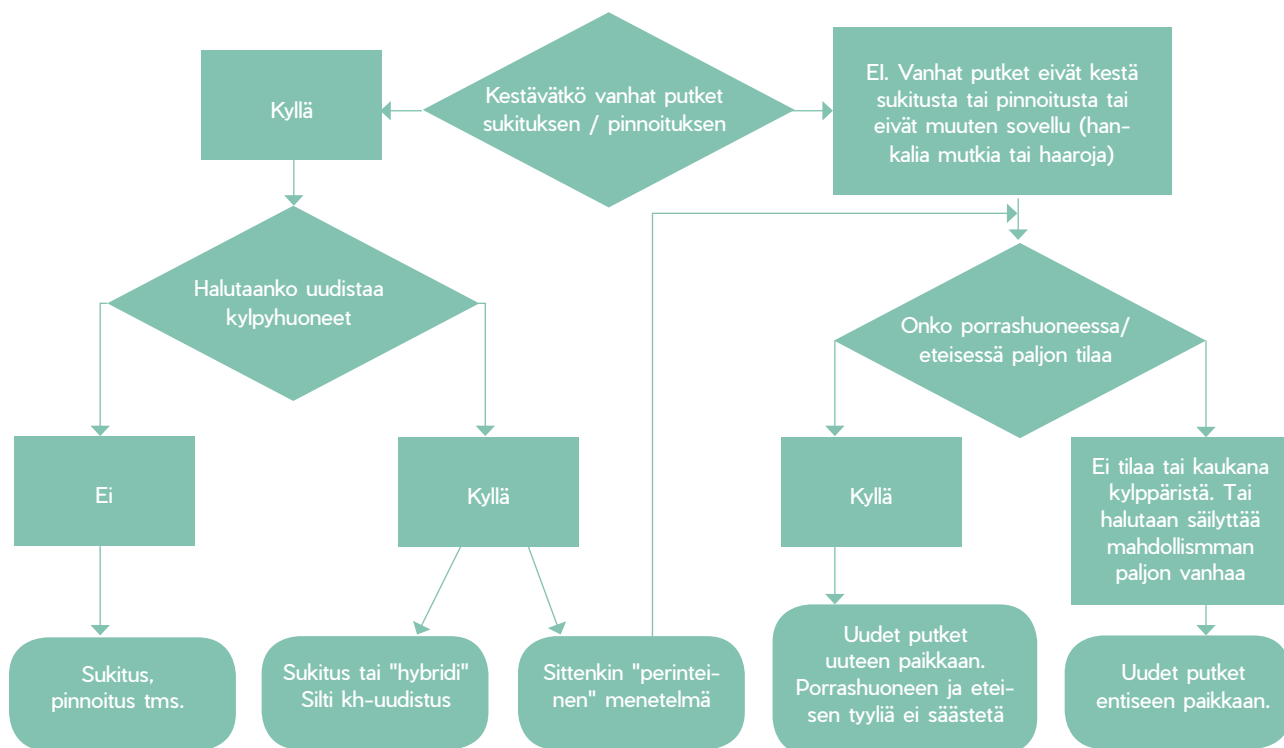 Kyllä
Kestävätkö vanhat putket
sukituksen / pinnoituksen
EI. Vanhat putket eivät kestä
sukitusta tai pinnoitusta tai
eivät muuten sovellu (han-
kalia mutkia tai haaroja)
Halutaanko uudistaa
kylpyhuoneet
Onko porrashuoneessa/
eteisessä paljon tilaa
Ei
Kyllä
Kyllä
Ei tilaa tai kaukana
kylppäristä. Tai
halutaan säilyttää
mahdollismman
paljon vanhaa
Sukitus,
pinnoitus tms.
Sukitus tai "hybridi"
Silti kh-uudistus
Sittenkin "perintei-
nen" menetelmä
Uudet putket
uuteen paikkaan.
Porrashuoneen ja etei-
sen tyyliä ei säästetä
Uudet putket
entiseen paikkaan.